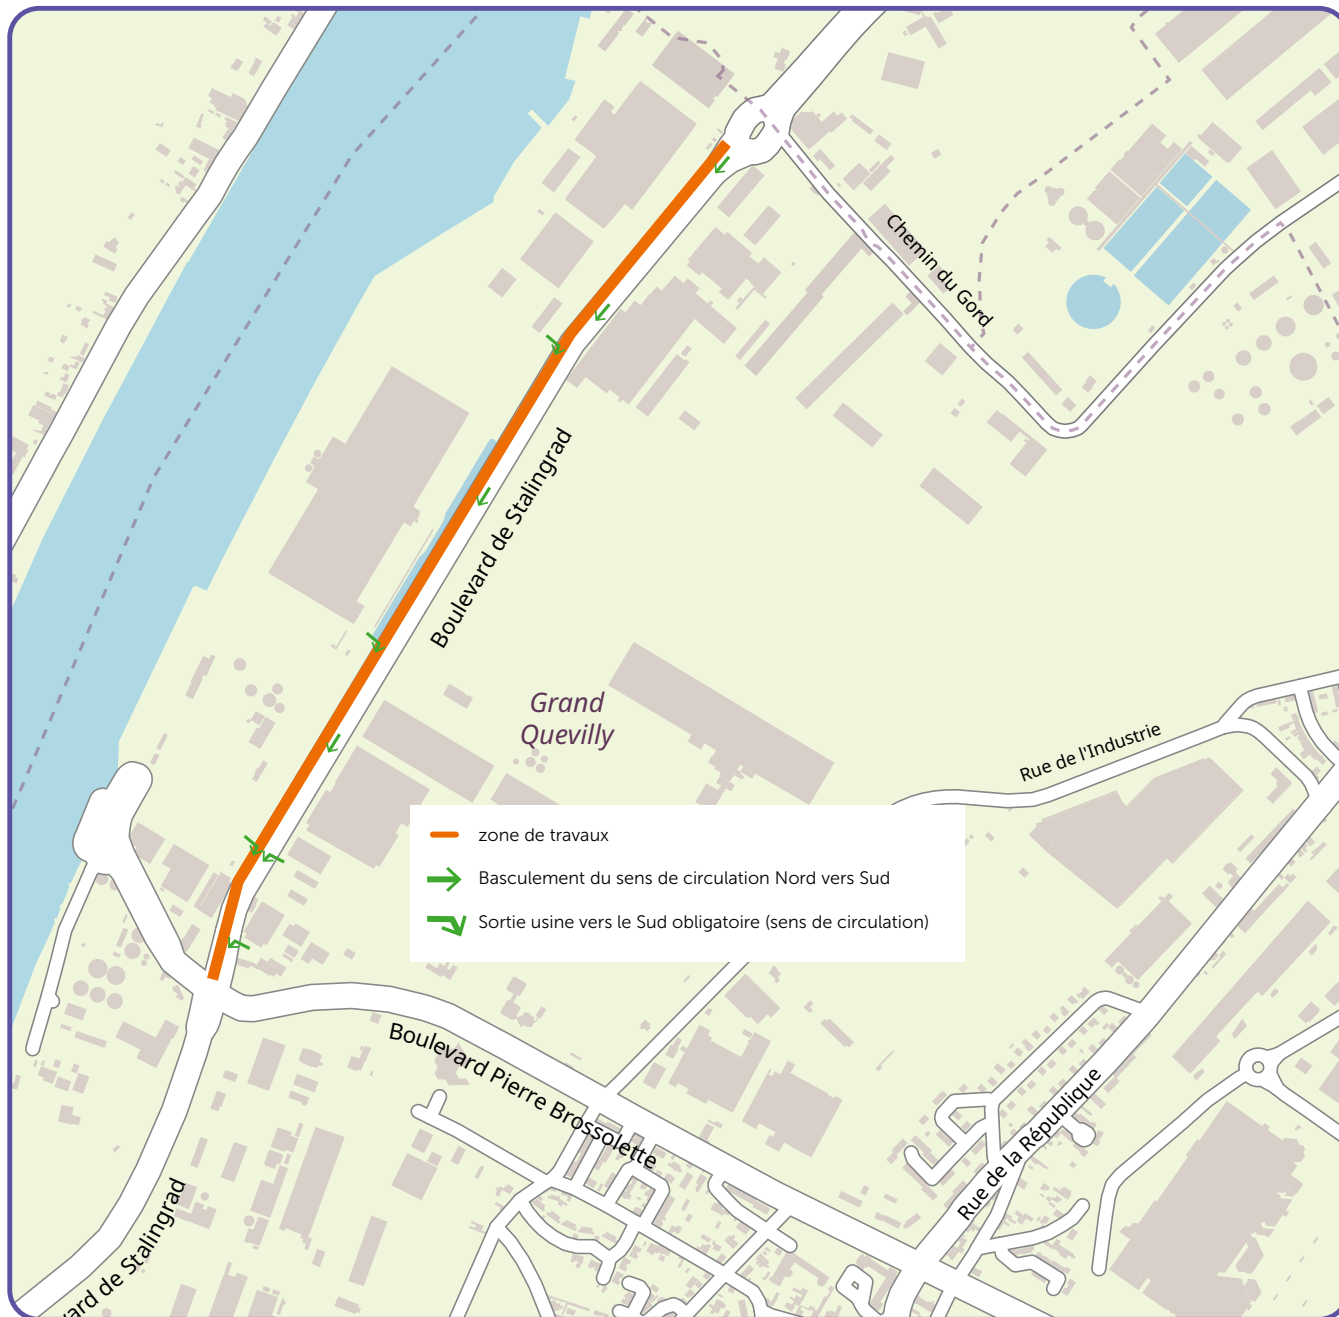 Chemin du Gord
Boulevard de Stalingrad
Grand
Quevilly
Rue de l'Industrie
zone de travaux
Basculement du sens de circulation Nord vers Sud
Sortie usine vers le Sud obligatoire (sens de circulation)
Boulevard Pierre Brossolette
Rue de la République
vard de Stalingrad